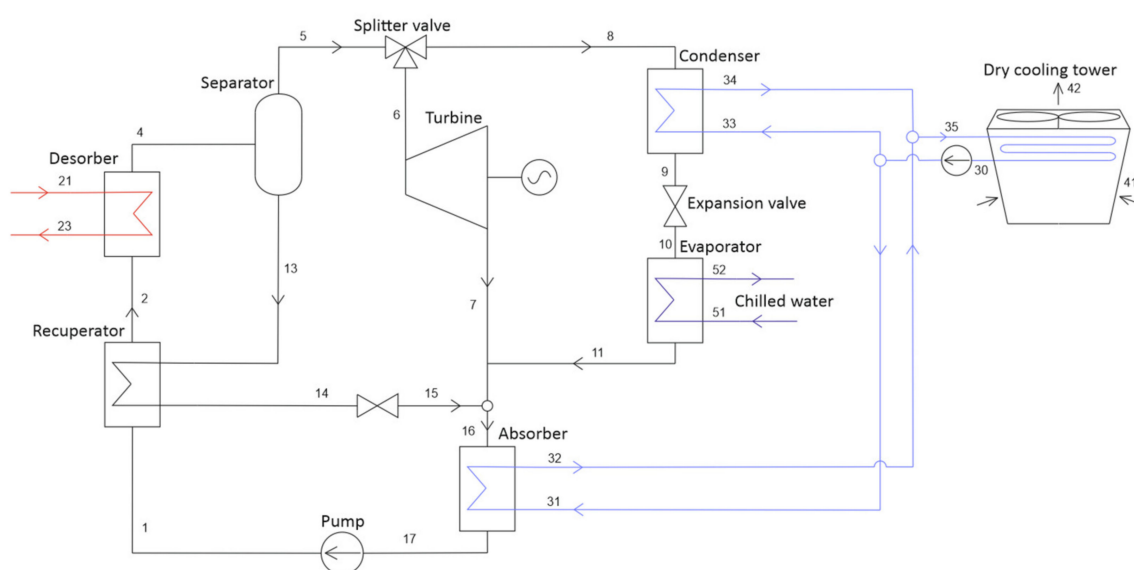 Splitter valve
5
8
Condenser
34
Dry cooling tower
42
Separator
6
Turbine
33
35
4
30
Desorber
21
9
41
23
Expansion valve
10
Evaporator
13
52
2
7
Chilled water
51
Recuperator
11
14
15
16
Absorber
32
31
Pump
1
17